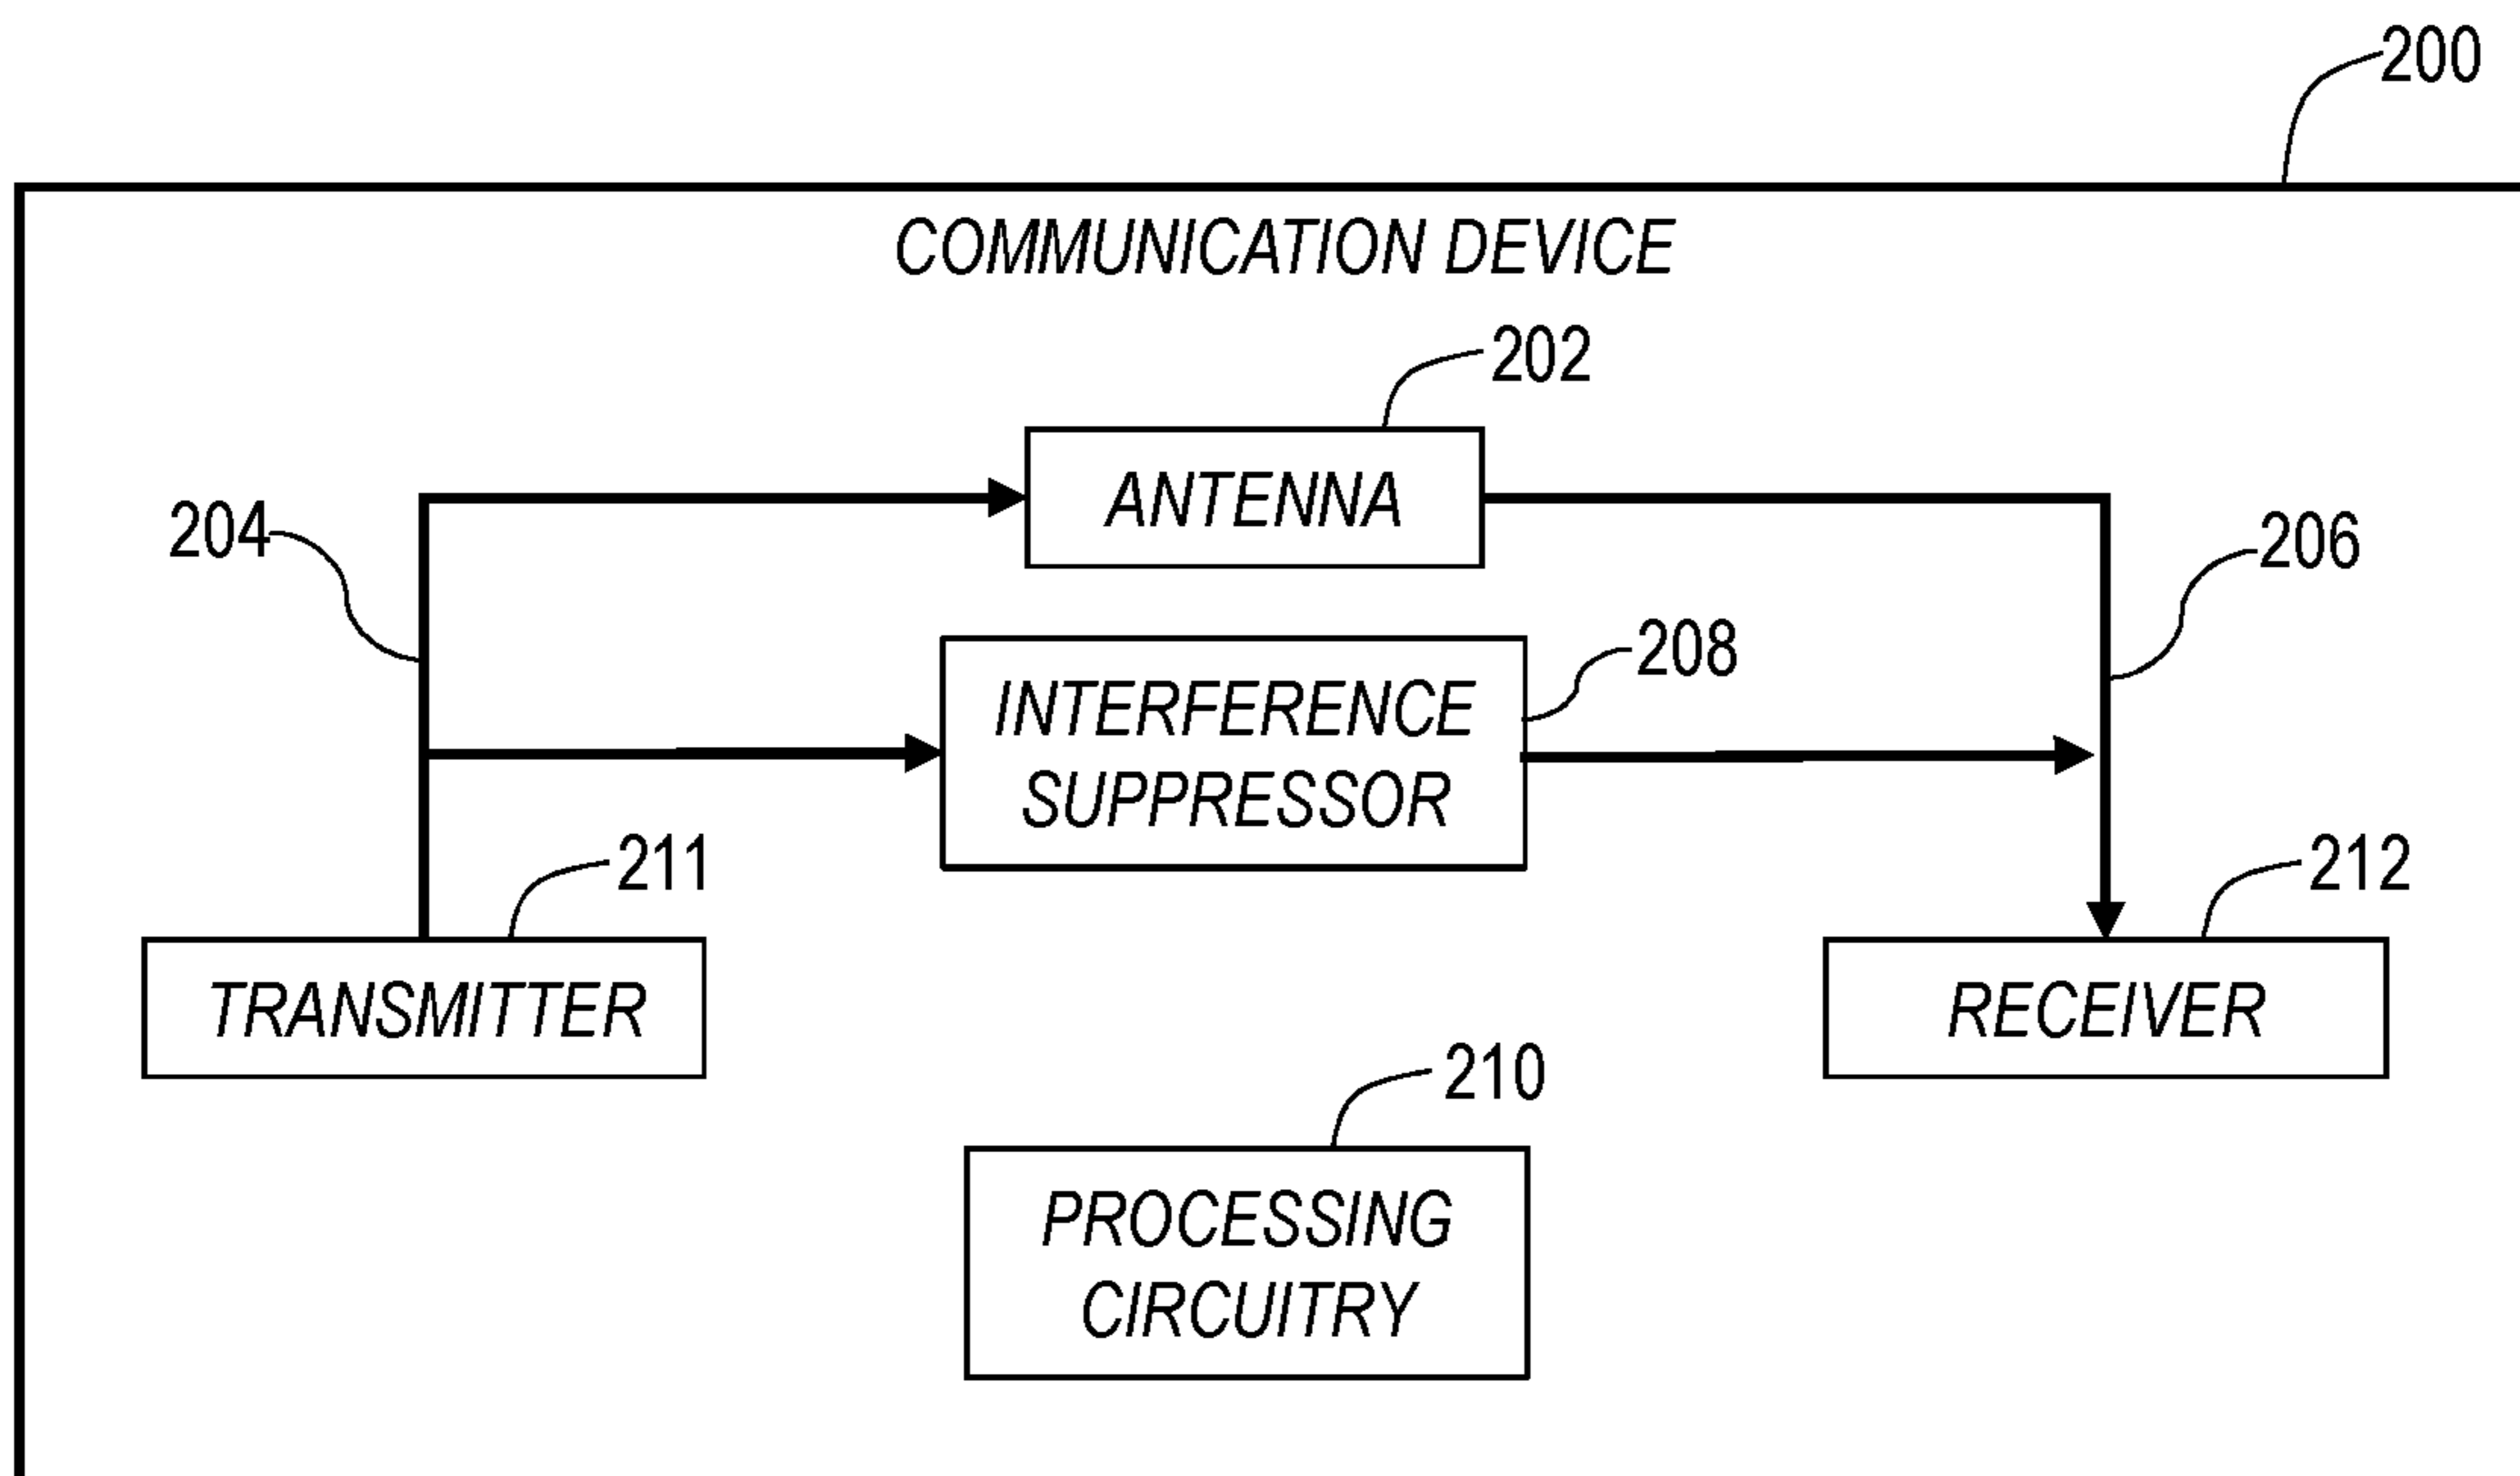 200
COMMUNICATION DEVICE
202
ANTENNA
204
206
208
INTERFERENCE
SUPPRESSOR
211
212
TRANSMITTER
RECEIVER
210
PROCESSING
CIRCUITRY